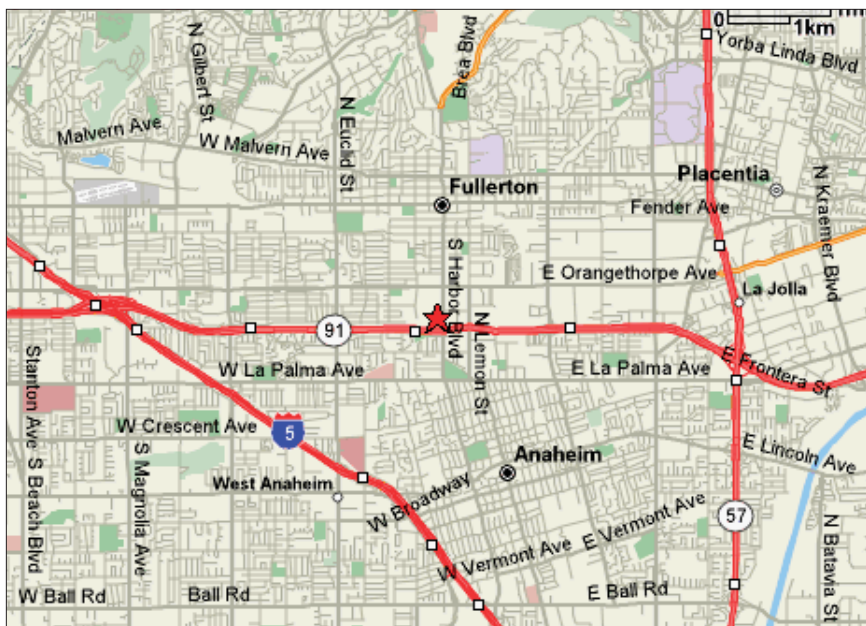 1km
Yorba Linda Blvd
N Gilbert St
Brea Blvd
N Euclid St
Malvern Ave
W Malvern Ave
Placentia
Fullerton
Fender Ave
N Kraemer Blvd
E Orangethorpe Ave
La Jolla
S Harbor Blvd
N Lemon St
91
W La Palma Ave
E La Palma Ave
E Frontera St
Stanton Ave
S Beach Blvd
S Magnolia Ave
W Crescent Ave
5
E Lincoln Ave
Anaheim
West Anaheim
W Broadway
57
E Vermont Ave
W Vermont Ave
N Batavia St
W Ball Rd
Ball Rd
E Ball Rd